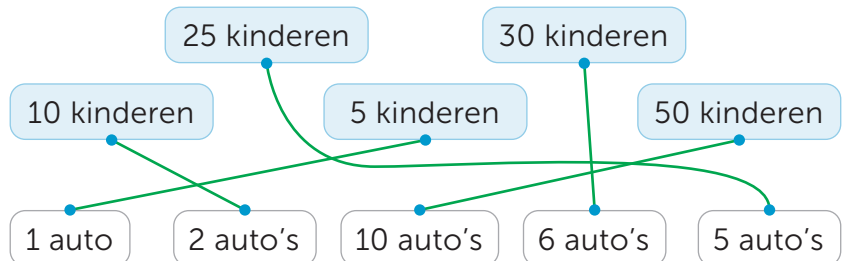 25 kinderen 30 kinderen
10 kinderen 5 kinderen 50 kinderen
1 auto 2 auto’s 10 auto’s 6 auto’s 5 auto’s